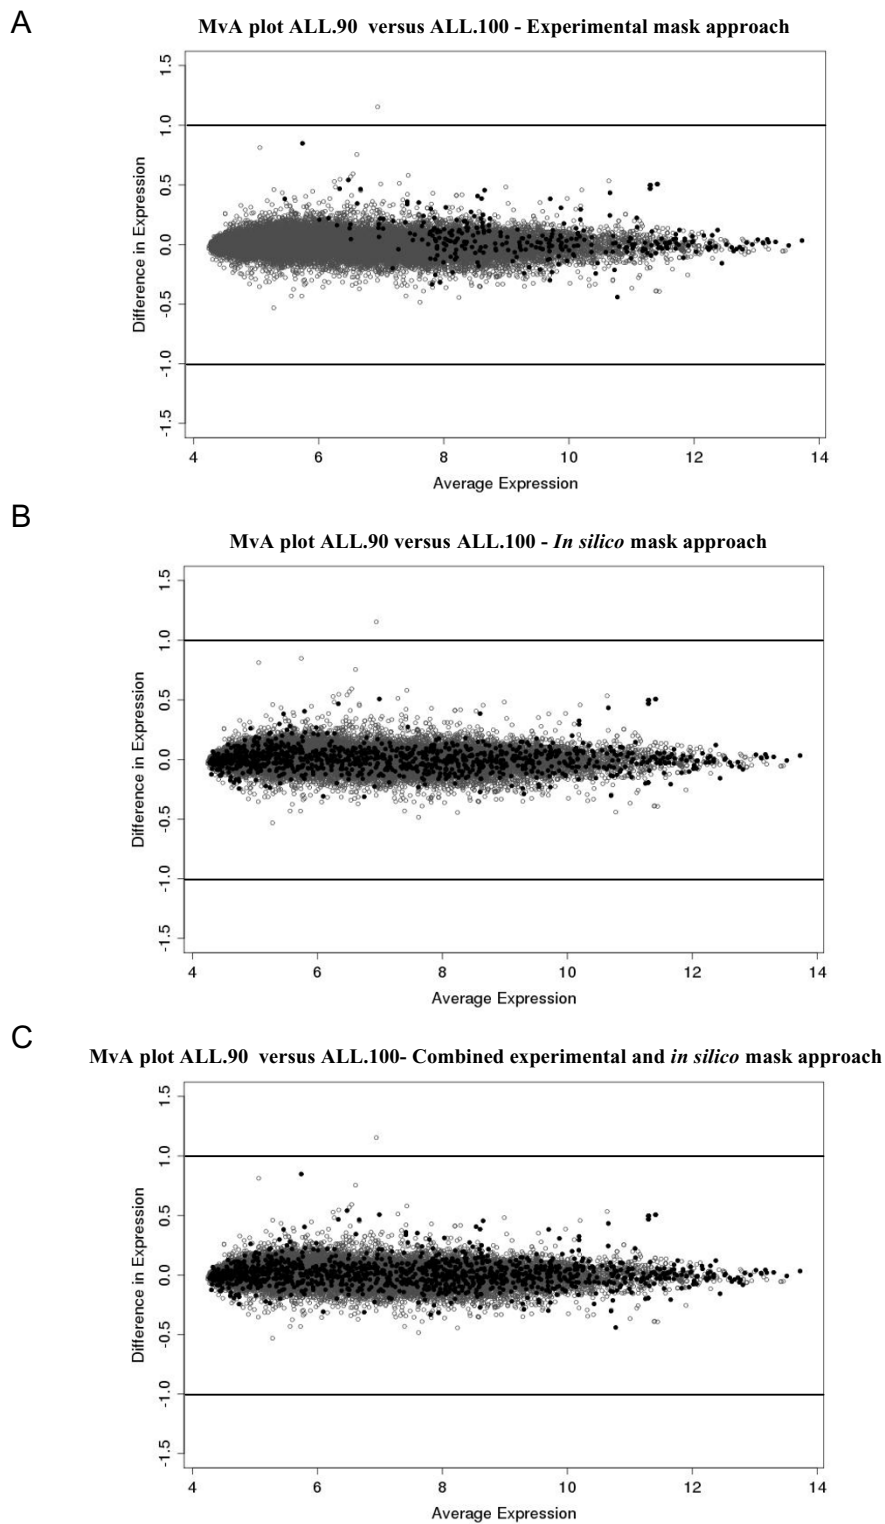 A
MvA plot ALL.90 versus ALL.100 - Experimental mask approach
1.5
1.0
0.5
0.0
-0.5
-1.0
-1.5
Difference in Expression
4 6 8 10 12 14
Average Expression
B
MvA plot ALL.90 versus ALL.100 - In silico mask approach
1.5
1.0
0.5
0.0
-0.5
-1.0
-1.5
Difference in Expression
4 6 8 10 12 14
Average Expression
C
MvA plot ALL.90 versus ALL.100- Combined experimental and in silico mask approach
1.5
1.0
0.5
0.0
-0.5
-1.0
-1.5
Difference in Expression
4 6 8 10 12 14
Average Expression